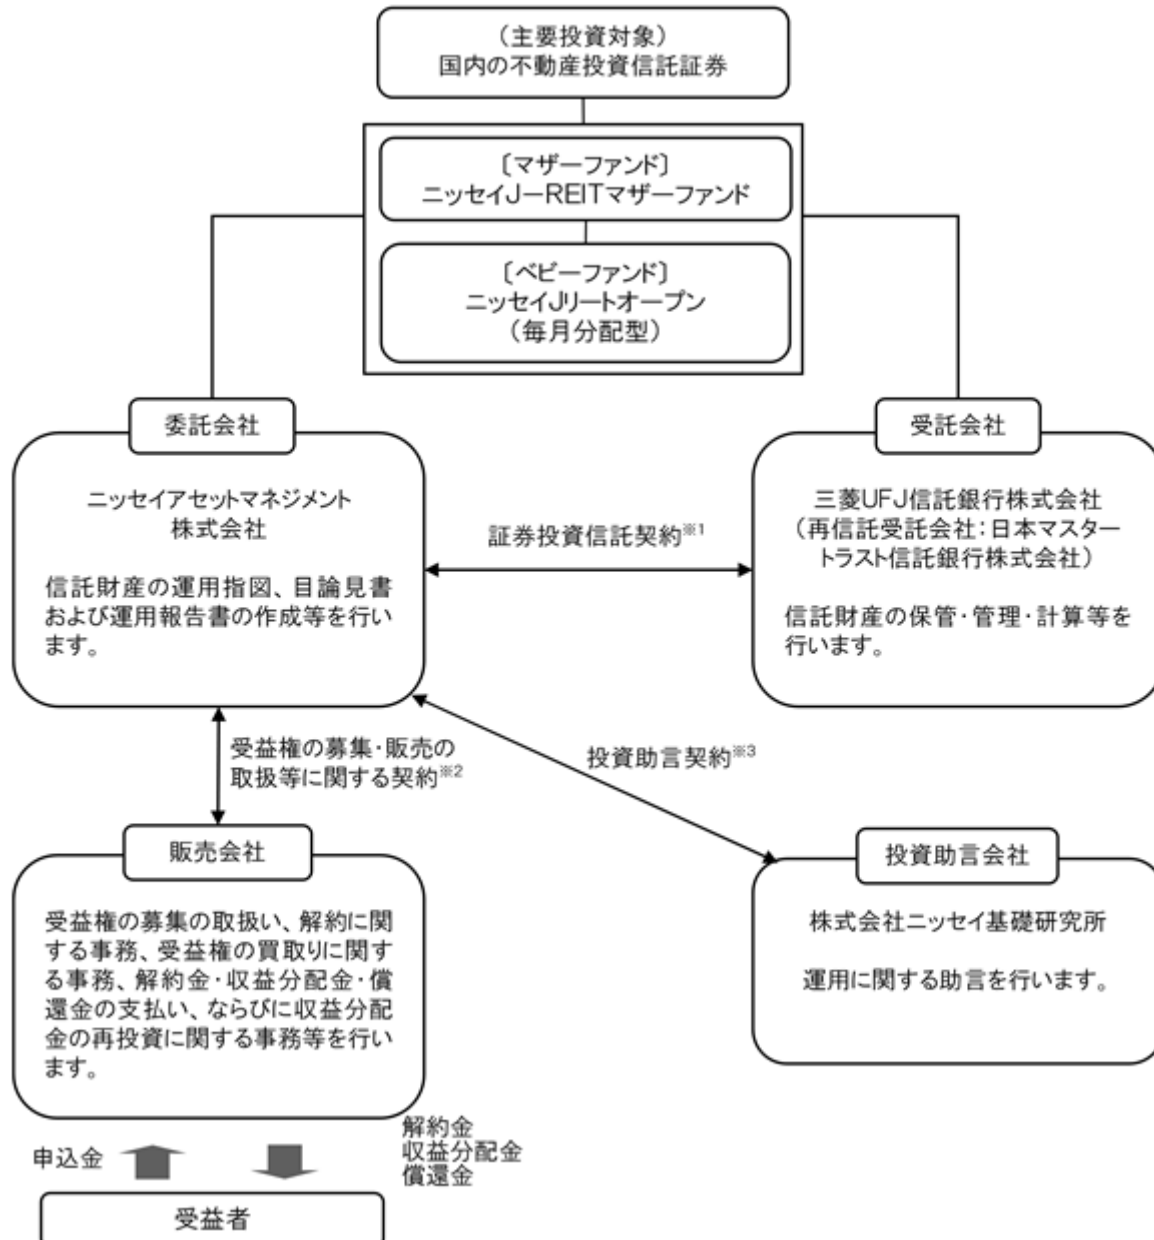 （主要投資対象）
国内の不動産投資信託証券
〔マザーファンド〕
ニッセイJーREITマザーファンド
〔ベビーファンド〕
ニッセイJリートオープン
（毎月分配型）
委託会社
ニッセイアセットマネジメント
株式会社
信託財産の運用指図、目論見書
および運用報告書の作成等を行い
ます。
受託会社
三菱UFJ信託銀行株式会社
（再信託受託会社：日本マスター
トラスト信託銀行株式会社）
信託財産の保管・管理・計算等を
行います。
証券投資信託契約※1
受益権の募集・販売の
取扱等に関する契約※2
投資助言契約※3
販売会社
受益権の募集の取扱い、解約に関
する事務、受益権の買取りに関す
る事務、解約金・収益分配金・償
還金の支払い、ならびに収益分配
金の再投資に関する事務等を行い
ます。
投資助言会社
株式会社ニッセイ基礎研究所
運用に関する助言を行います。
申込金
解約金
収益分配金
償還金
受益者